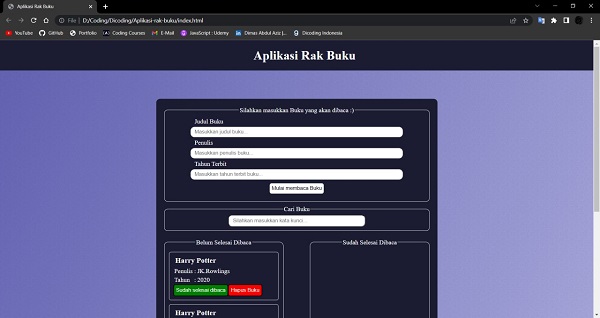 Aplikasi Rak Buku
File | D:/Coding/Dicoding/Aplikasi-rak-buku/index.html
YouTube GitHub Portfolio Coding Courses E-Mail JavaScript : Udemy Dimas Abdul Aziz |... Dicoding Indonesia
Aplikasi Rak Buku
Silahkan masukkan Buku yang akan dibaca :)
Judul Buku
Masukkan judul buku...
Penulis
Masukkan penulis buku...
Tahun Terbit
Masukkan tahun terbit buku...
Mulai membaca Buku
Cari Buku
Silahkan masukkan kata kunci
Belum Selesai Dibaca
Harry Potter
Penulis : JK.Rowlings
Tahun : 2020
Sudah selesai dibaca Hapus Buku
Harry Potter
Sudah Selesai Dibaca